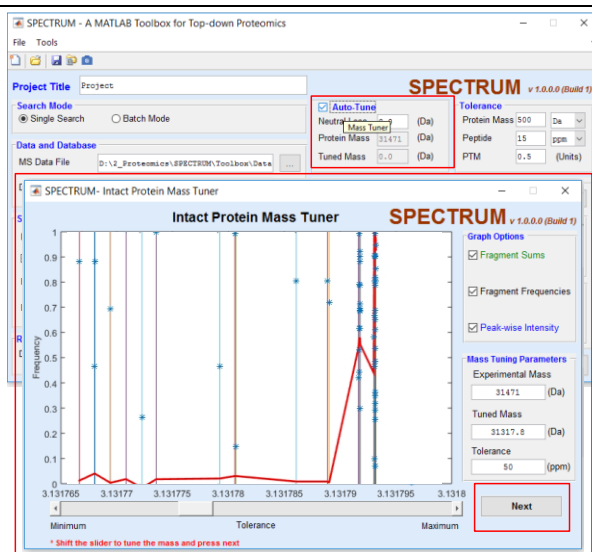 SPECTRUM - A MATLAB Toolbox for Top-down Proteomics
File Tools
Project Title Project
SPECTRUM v 1.0.0.0 (Build 1)
Search Mode
Single Search Batch Mode
Auto-Tune
Neutral Loss (Da)
Mass Tuner
Protein Mass 31471 (Da)
Tuned Mass 0.0 (Da)
Tolerance
Protein Mass 500 Da
Peptide 15 ppm
PTM 0.5 (Units)
Data and Database
MS Data File D:\2_Proteomics\SPECTRUM\Toolbox\Data ...
SPECTRUM- Intact Protein Mass Tuner
Intact Protein Mass Tuner
SPECTRUM v 1.0.0.0 (Build 1)
Frequency
1
0.9
0.8
0.7
0.6
0.5
0.4
0.3
0.2
0.1
0
3.131765 3.13177 3.131775 3.13178 3.131785 3.13179 3.131795 3.1318
Minimum Tolerance Maximum
* Shift the slider to tune the mass and press next
Graph Options
Fragment Sums
Fragment Frequencies
Peak-wise Intensity
Mass Tuning Parameters
Experimental Mass
31471 (Da)
Tuned Mass
31317.8 (Da)
Tolerance
50 (ppm)
Next